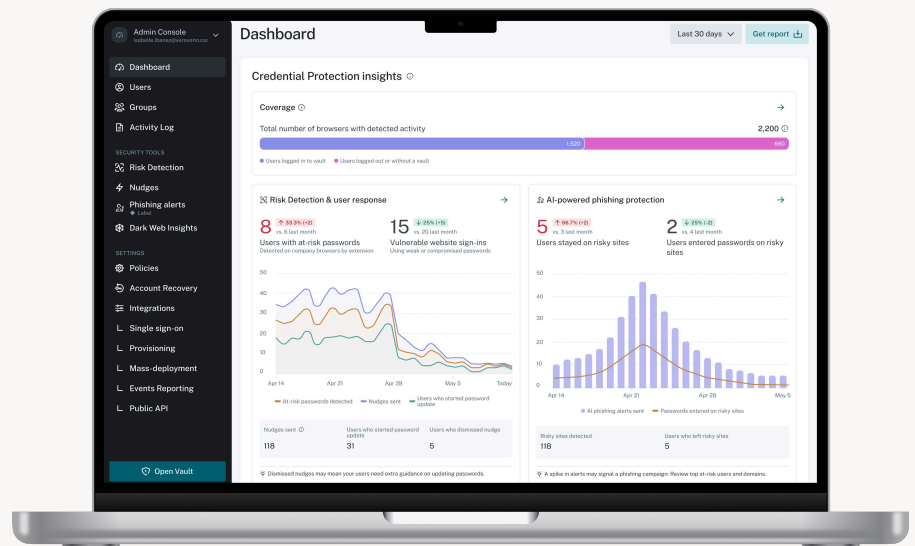 Admin Console
Dashboard
Users
Groups
Activity Log
SECURITY TOOLS
Risk Detection
Nudges
Phishing alerts
Label
Dark Web Insights
SETTINGS
Policies
Account Recovery
Integrations
Single sign-on
Provisioning
Mass-deployment
Events Reporting
Public API
Open Vault
Dashboard
Last 30 days
Get report
Credential Protection insights
Coverage
Total number of browsers with detected activity
2,200
1,520
680
Users logged in to vault
Users logged out or without a vault
Risk Detection & user response
8
33.3% (+2)
vs. 6 last month
Users with at-risk passwords
Detected on company browsers by extension
15
25% (+5)
vs. 20 last month
Vulnerable website sign-ins
Using weak or compromised passwords
50
40
30
20
10
0
Apr 14
Apr 21
Apr 28
May 5
Today
At-risk passwords detected
Nudges sent
Users who started password
update
Nudges sent
118
Users who started password
update
31
Users who dismissed nudge
5
Dismissed nudges may mean your users need extra guidance on updating passwords.
AI-powered phishing protection
5
66.7% (+2)
vs. 3 last month
Users stayed on risky sites
2
25% (-2)
vs. 4 last month
Users entered passwords on risky
sites
50
40
30
20
10
0
Apr 14
Apr 21
Apr 28
May 5
AI phishing alerts sent
Passwords entered on risky sites
Risky sites detected
118
Users who left risky sites
5
A spike in alerts may signal a phishing campaign: Review top at-risk users and domains.